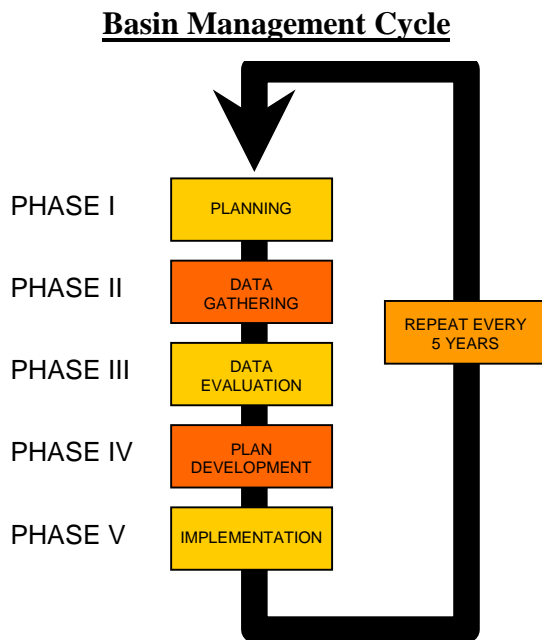 Basin Management Cycle
PHASE I
PLANNING
PHASE II
DATA
GATHERING
PHASE III
DATA
EVALUATION
PHASE IV
PLAN
DEVELOPMENT
PHASE V
IMPLEMENTATION
REPEAT EVERY
5 YEARS